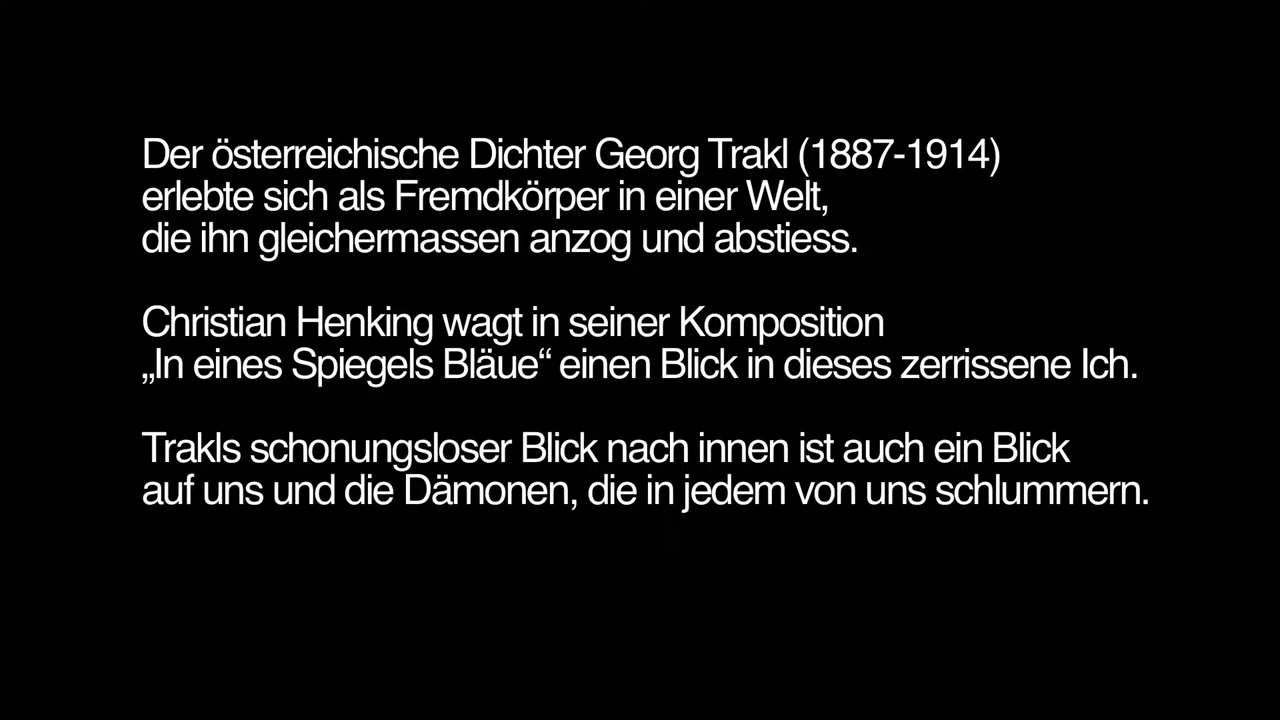 Der österreichische Dichter Georg Trakl (1887-1914)
erlebte sich als Fremdkörper in einer Welt,
die ihn gleichermassen anzog und abstiess.
Christian Henking wagt in seiner Komposition
„In eines Spiegels Bläue“ einen Blick in dieses zerrissene Ich.
Trakls schonungsloser Blick nach innen ist auch ein Blick
auf uns und die Dämonen, die in jedem von uns schlummern.